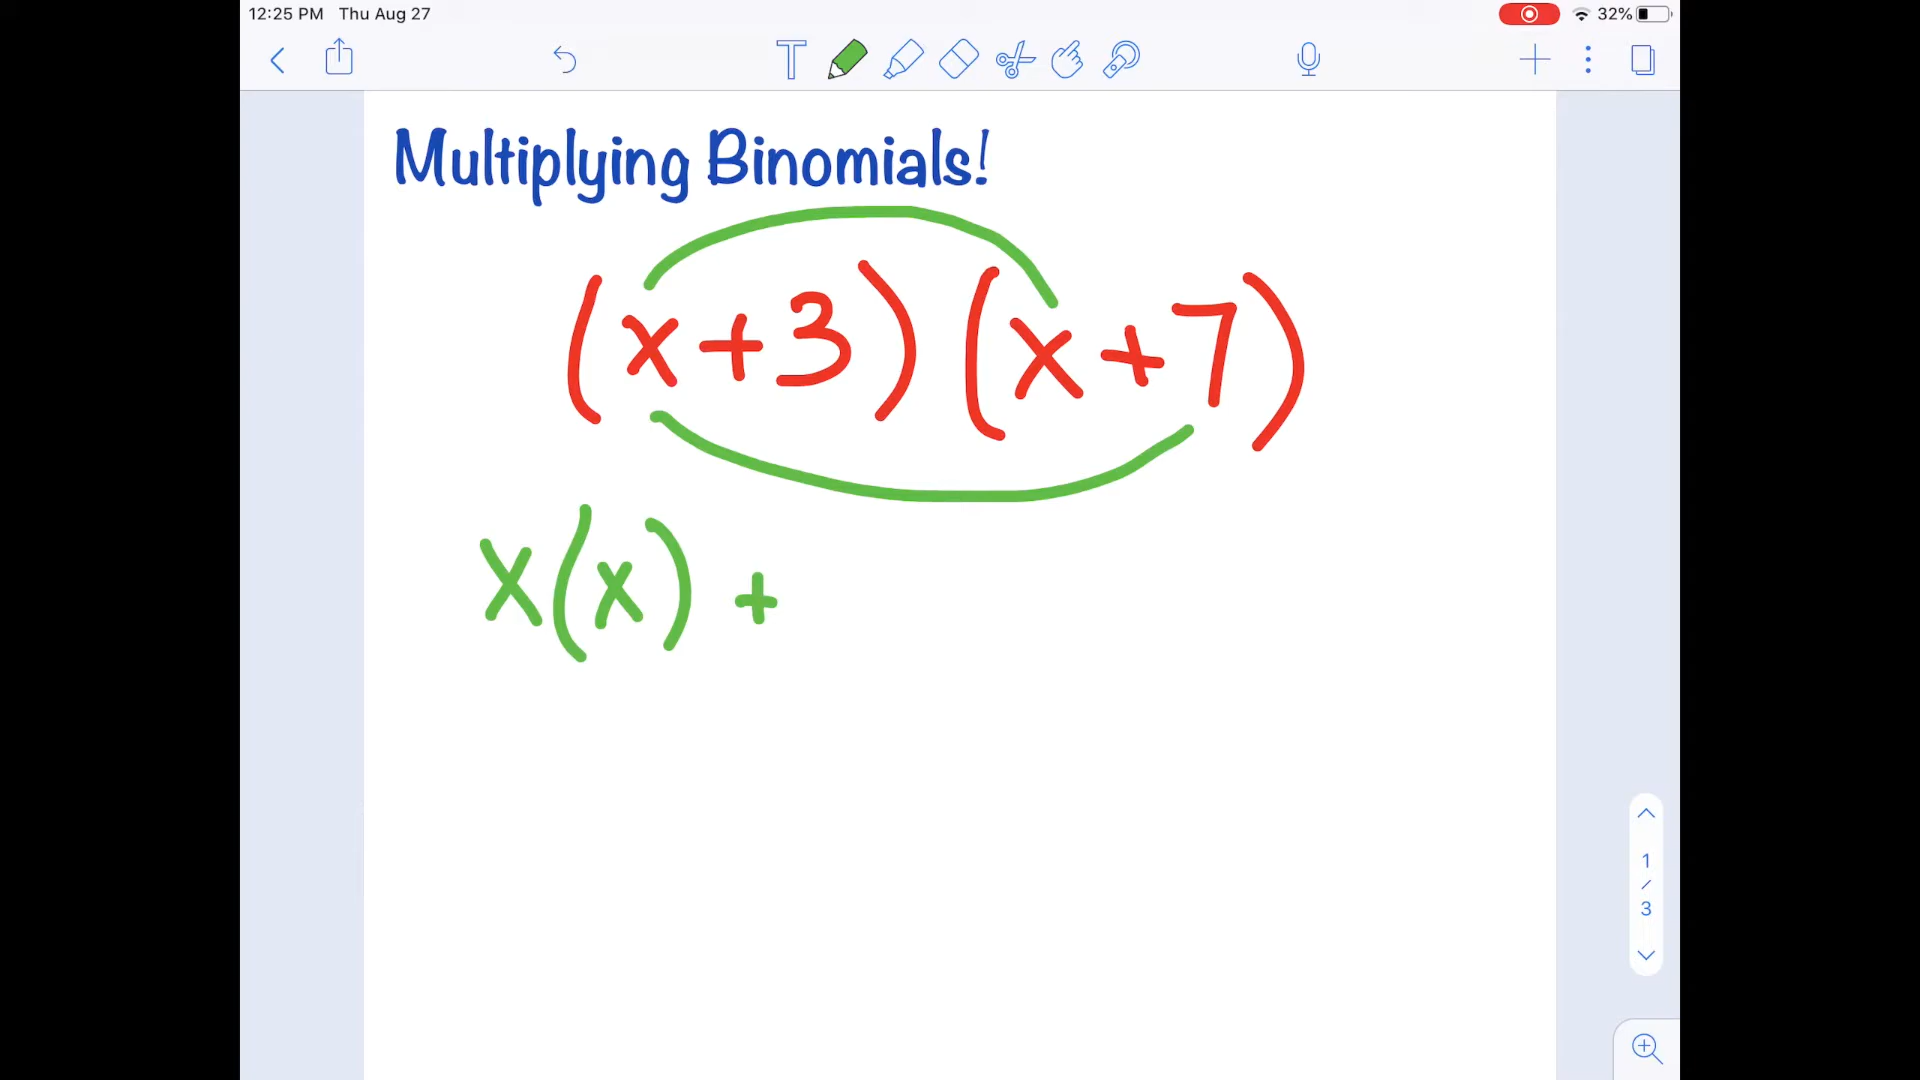 12:25 PM Thu Aug 27 32%
T
Multiplying Binomials!
(x+3)(x+7)
x(x) +
1
/
3